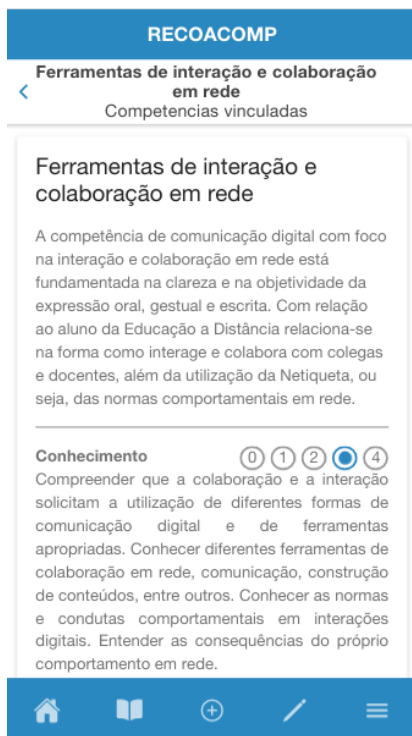 RECOACOMP
Ferramentas de interação e colaboração
em rede
Competencias vinculadas
Ferramentas de interação e
colaboração em rede
A competência de comunicação digital com foco
na interação e colaboração em rede está
fundamentada na clareza e na objetividade da
expressão oral, gestual e escrita. Com relação
ao aluno da Educação a Distância relaciona-se
na forma como interage e colabora com colegas
e docentes, além da utilização da Netiqueta, ou
seja, das normas comportamentais em rede.
Conhecimento 0 1 2 4
Compreender que a colaboração e a interação
solicitam a utilização de diferentes formas de
comunicação digital e de ferramentas
apropriadas. Conhecer diferentes ferramentas de
colaboração em rede, comunicação, construção
de conteúdos, entre outros. Conhecer as normas
e condutas comportamentais em interações
digitais. Entender as consequências do próprio
comportamento em rede.